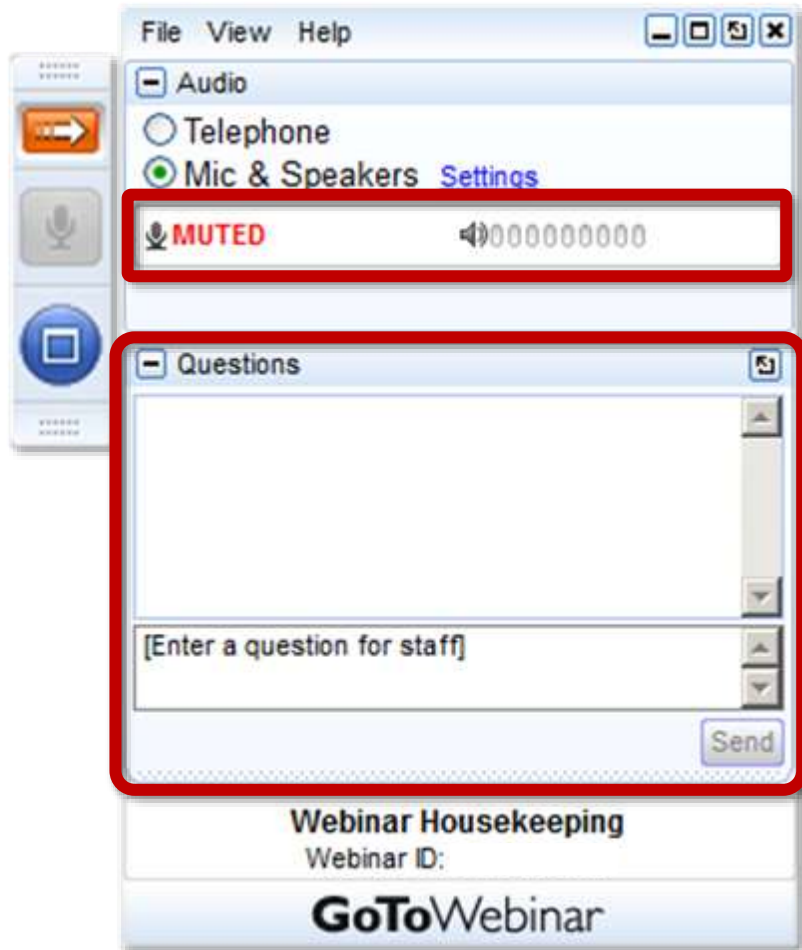 File View Help
Audio
Telephone
Mic & Speakers Settings
MUTED
Questions
[Enter a question for staff]
Send
Webinar Housekeeping
Webinar ID:
GoToWebinar